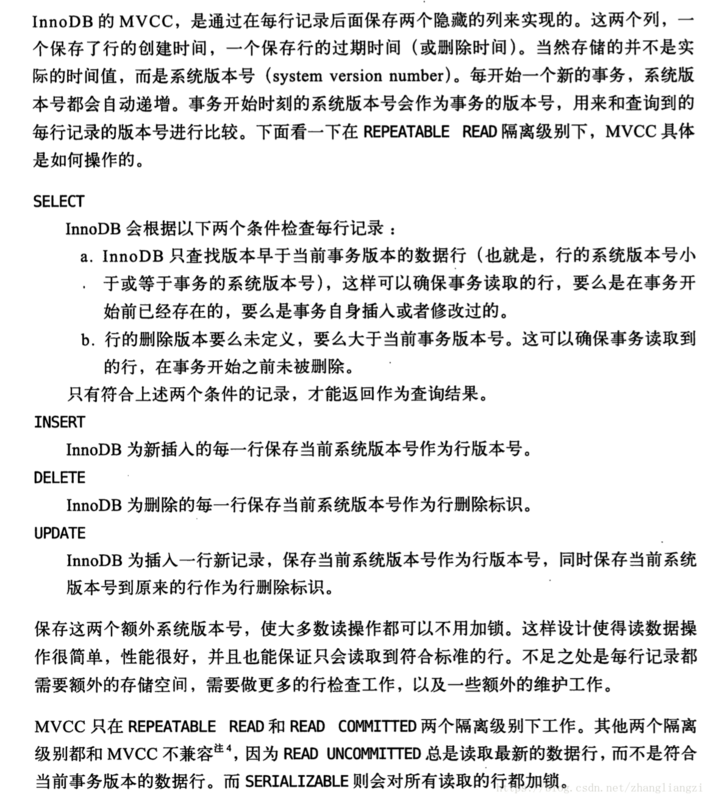 InnoDB 的 MVCC，是通过在每行记录后面保存两个隐藏的列来实现的。这两个列，一
个保存了行的创建时间，一个保存行的过期时间（或删除时间）。当然存储的并不是实
际的时间值，而是系统版本号（system version number）。每开始一个新的事务，系统版
本号都会自动递增。事务开始时刻的系统版本号会作为事务的版本号，用来和查询到的
每行记录的版本号进行比较。下面看一下在 REPEATABLE READ 隔离级别下，MVCC 具体
是如何操作的。
SELECT
InnoDB 会根据以下两个条件检查每行记录：
a. InnoDB 只查找版本早于当前事务版本的数据行（也就是，行的系统版本号小
于或等于事务的系统版本号），这样可以确保事务读取的行，要么是在事务开
始前已经存在的，要么是事务自身插入或者修改过的。
b. 行的删除版本要么未定义，要么大于当前事务版本号。这可以确保事务读取到
的行，在事务开始之前未被删除。
只有符合上述两个条件的记录，才能返回作为查询结果。
INSERT
InnoDB 为新插入的每一行保存当前系统版本号作为行版本号。
DELETE
InnoDB 为删除的每一行保存当前系统版本号作为行删除标识。
UPDATE
InnoDB 为插入一行新记录，保存当前系统版本号作为行版本号，同时保存当前系统
版本号到原来的行作为行删除标识。
保存这两个额外系统版本号，使大多数读操作都可以不用加锁。这样设计使得读数据操
作很简单，性能很好，并且也能保证只会读取到符合标准的行。不足之处是每行记录都
需要额外的存储空间，需要做更多的行检查工作，以及一些额外的维护工作。
MVCC 只在 REPEATABLE READ 和 READ COMMITTED 两个隔离级别下工作。其他两个隔离
级别都和 MVCC 不兼容注4，因为 READ UNCOMMITTED 总是读取最新的数据行，而不是符合
当前事务版本的数据行。而 SERIALIZABLE 则会对所有读取的行都加锁。
https://blog.csdn.net/zhangliangzi